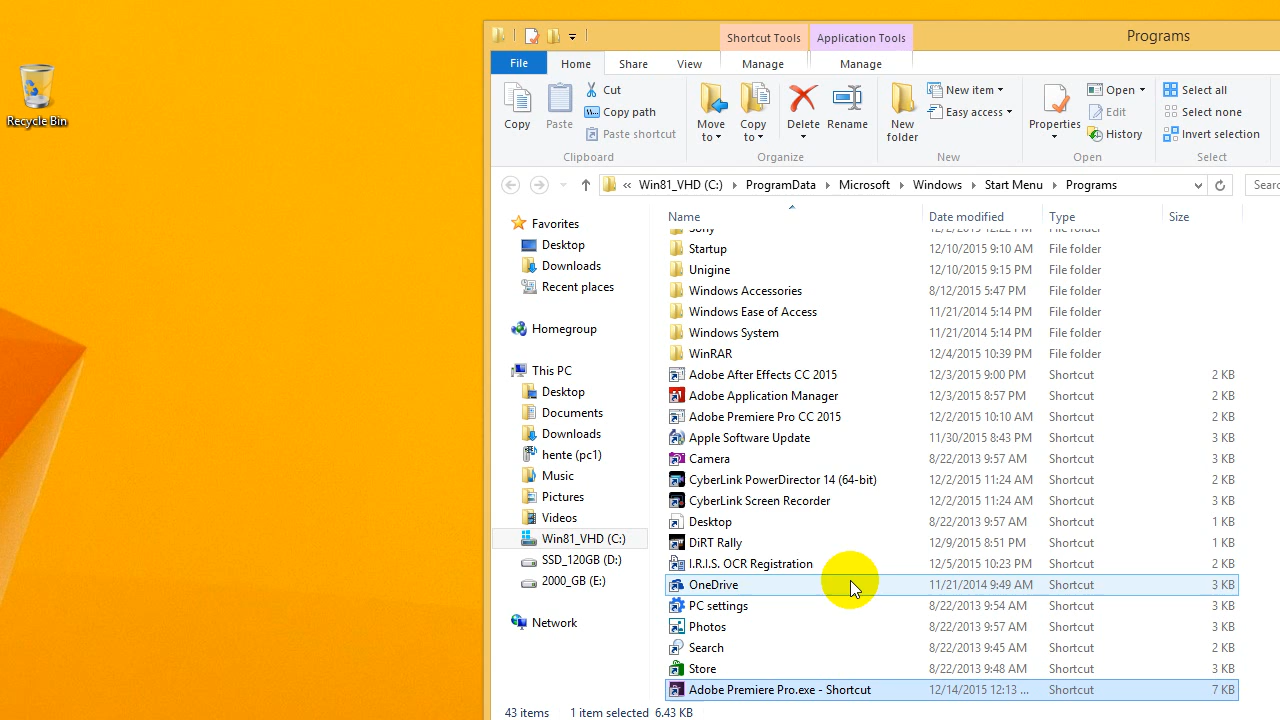 Recycle Bin
Shortcut Tools Application Tools Programs
File Home Share View Manage Manage
Copy Paste Cut Copy path Paste shortcut
Clipboard
Move to Copy to Delete Rename
Organize
New folder New item Easy access
New
Properties Open Edit History
Open
Select all Select none Invert selection
Select
« Win81_VHD (C:) ProgramData Microsoft Windows Start Menu Programs
Favorites
Desktop
Downloads
Recent places
Homegroup
This PC
Desktop
Documents
Downloads
hente (pc1)
Music
Pictures
Videos
Win81_VHD (C:)
SSD_120GB (D:)
2000_GB (E:)
Network
Name Date modified Type Size
Startup 12/10/2015 9:10 AM File folder
Unigine 12/10/2015 9:15 PM File folder
Windows Accessories 8/12/2015 5:47 PM File folder
Windows Ease of Access 11/21/2014 5:14 PM File folder
Windows System 11/21/2014 5:14 PM File folder
WinRAR 12/4/2015 10:39 PM File folder
Adobe After Effects CC 2015 12/3/2015 9:00 PM Shortcut 2 KB
Adobe Application Manager 12/3/2015 8:57 PM Shortcut 2 KB
Adobe Premiere Pro CC 2015 12/2/2015 10:10 AM Shortcut 2 KB
Apple Software Update 11/30/2015 8:43 PM Shortcut 3 KB
Camera 8/22/2013 9:57 AM Shortcut 3 KB
CyberLink PowerDirector 14 (64-bit) 12/2/2015 11:24 AM Shortcut 2 KB
CyberLink Screen Recorder 12/2/2015 11:24 AM Shortcut 3 KB
Desktop 8/22/2013 9:57 AM Shortcut 1 KB
DiRT Rally 12/9/2015 8:51 PM Shortcut 1 KB
I.R.I.S. OCR Registration 12/5/2015 10:23 PM Shortcut 2 KB
OneDrive 11/21/2014 9:49 AM Shortcut 3 KB
PC settings 8/22/2013 9:54 AM Shortcut 3 KB
Photos 8/22/2013 9:57 AM Shortcut 3 KB
Search 8/22/2013 9:45 AM Shortcut 2 KB
Store 8/22/2013 9:48 AM Shortcut 3 KB
Adobe Premiere Pro.exe - Shortcut 12/14/2015 12:13 ... Shortcut 7 KB
43 items 1 item selected 6.43 KB